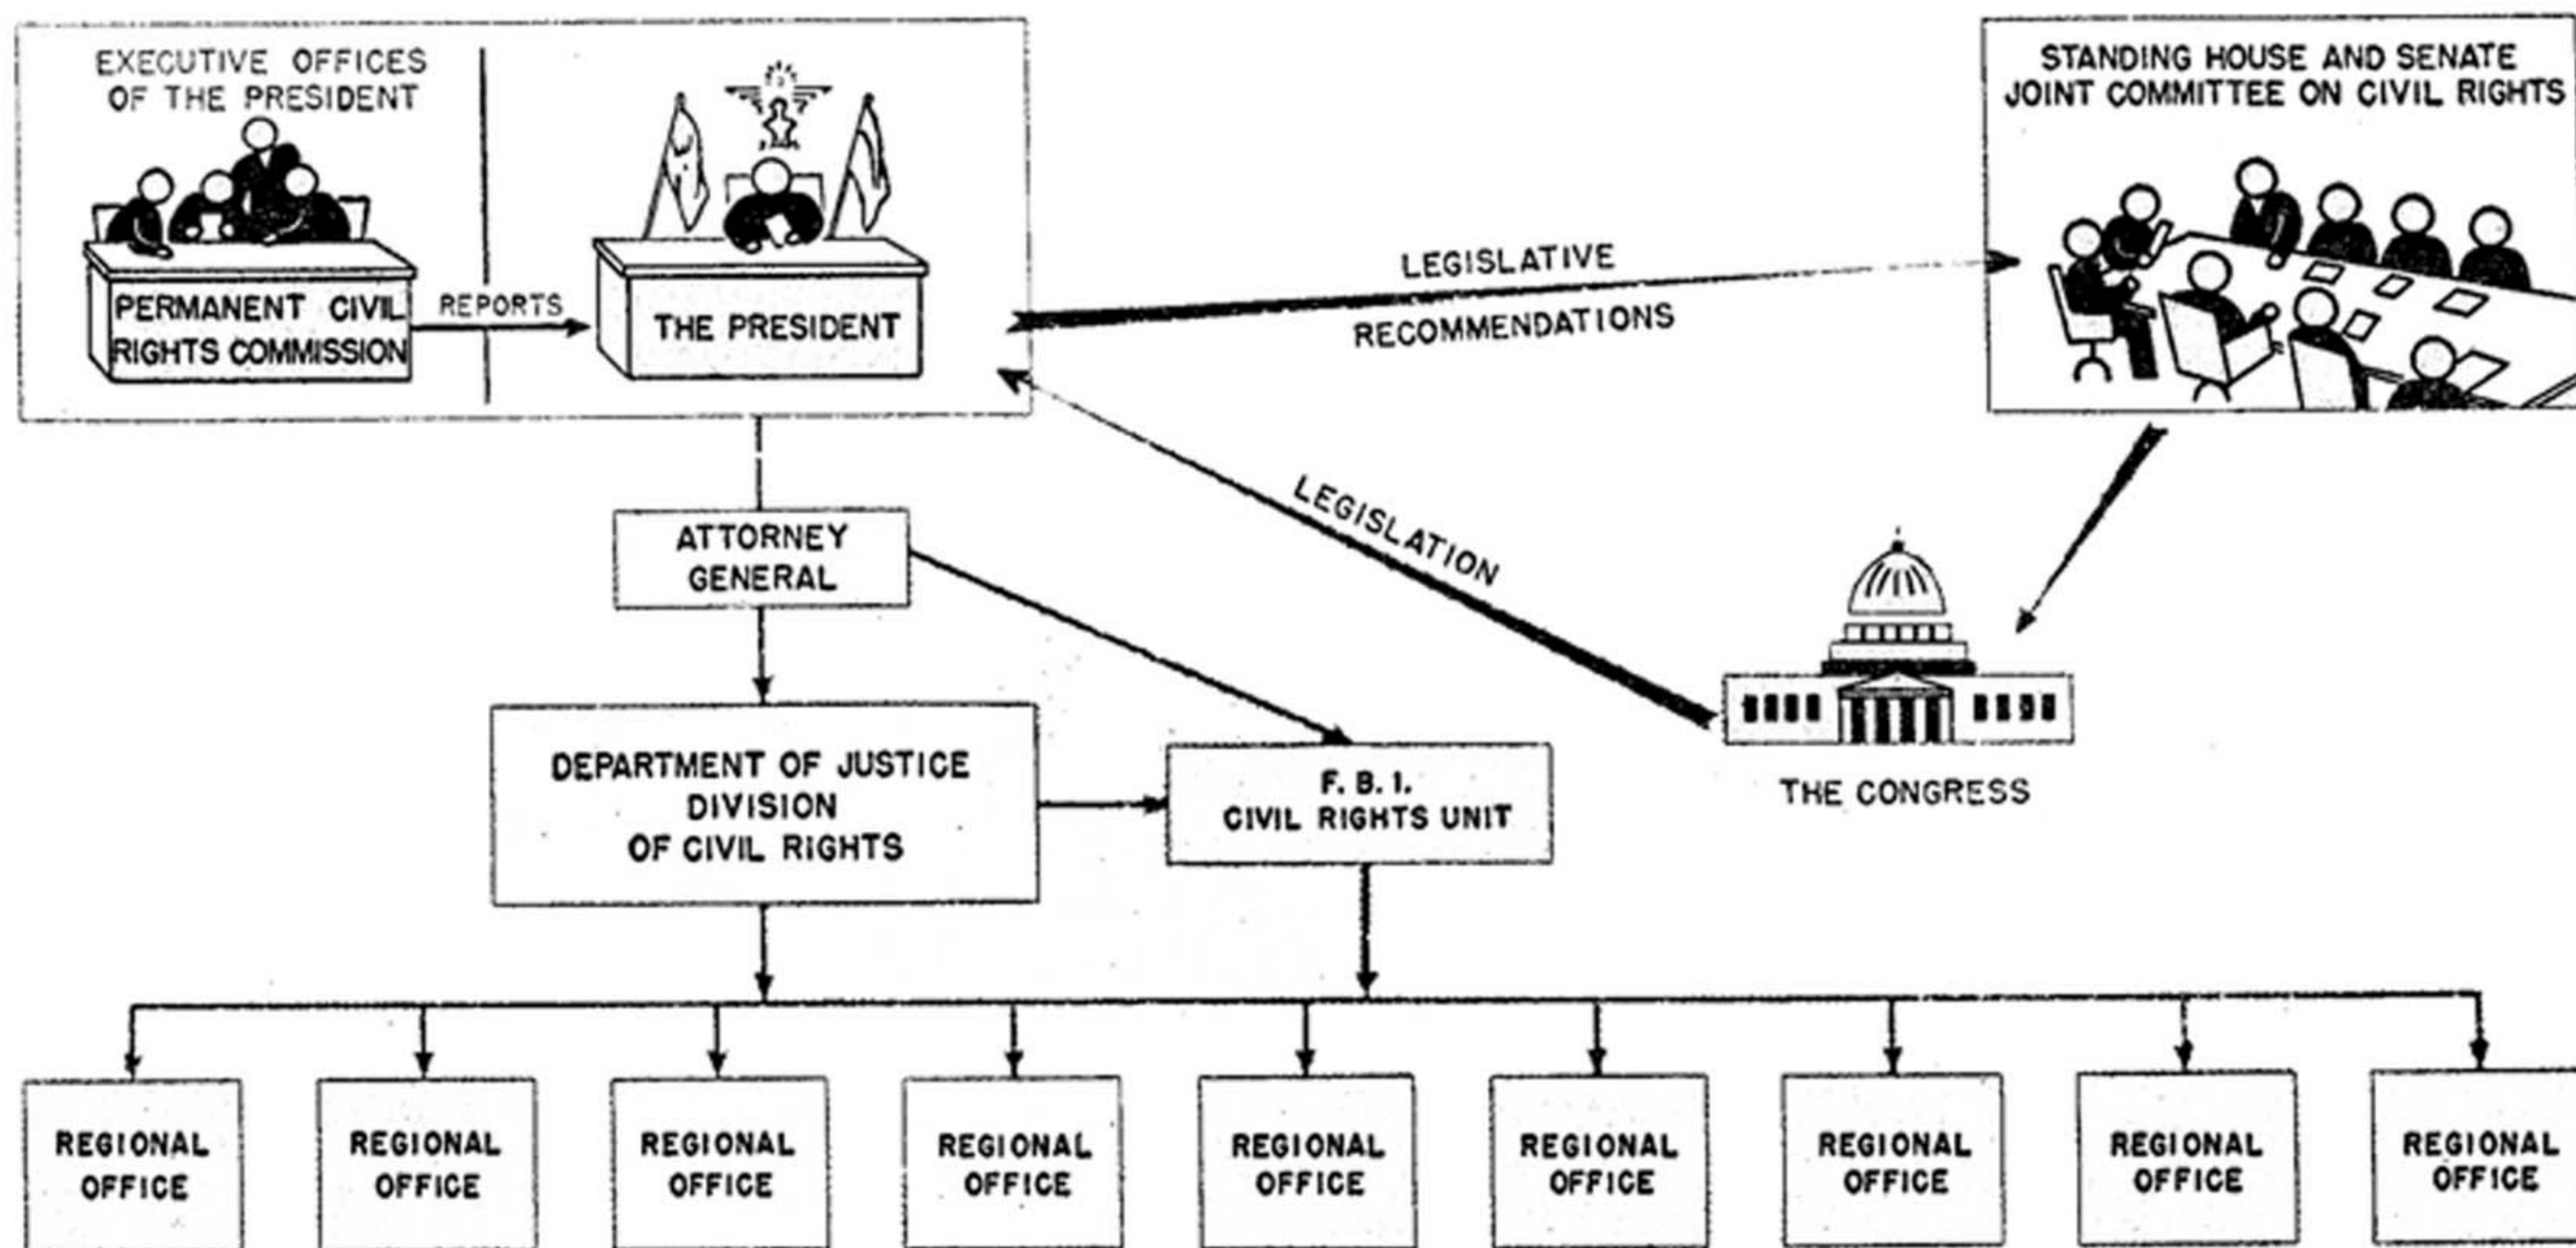 EXECUTIVE OFFICES
OF THE PRESIDENT
PERMANENT CIVIL
RIGHTS COMMISSION
REPORTS
THE PRESIDENT
LEGISLATIVE
RECOMMENDATIONS
STANDING HOUSE AND SENATE
JOINT COMMITTEE ON CIVIL RIGHTS
LEGISLATION
ATTORNEY
GENERAL
DEPARTMENT OF JUSTICE
DIVISION
OF CIVIL RIGHTS
F. B. I.
CIVIL RIGHTS UNIT
THE CONGRESS
REGIONAL
OFFICE
REGIONAL
OFFICE
REGIONAL
OFFICE
REGIONAL
OFFICE
REGIONAL
OFFICE
REGIONAL
OFFICE
REGIONAL
OFFICE
REGIONAL
OFFICE
REGIONAL
OFFICE